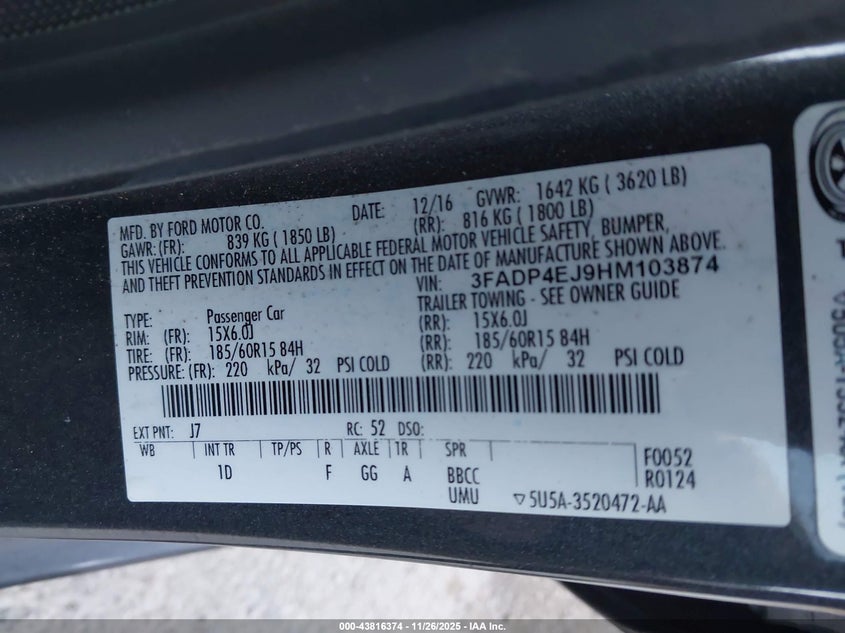 MFD. BY FORD MOTOR CO. DATE: 12/16 GVWR: 1642 KG ( 3620 LB)
GAWR: (FR): 839 KG ( 1850 LB) (RR): 816 KG ( 1800 LB)
THIS VEHICLE CONFORMS TO ALL APPLICABLE FEDERAL MOTOR VEHICLE SAFETY, BUMPER,
AND THEFT PREVENTION STANDARDS IN EFFECT ON THE DATE OF MANUFACTURE SHOWN ABOVE.
VIN: 3FADP4EJ9HM103874
TYPE: Passenger Car TRAILER TOWING - SEE OWNER GUIDE
RIM: (FR): 15X6.0J (RR): 15X6.0J
TIRE: (FR): 185/60R15 84H (RR): 185/60R15 84H
PRESSURE: (FR): 220 kPa/ 32 PSI COLD (RR): 220 kPa/ 32 PSI COLD
EXT PNT: J7 RC: 52 DSO:
WB INT TR TP/PS R AXLE TR SPR F0052
1D F GG A BBCC R0124
UMU ▽5U5A-3520472-AA
000-43816374 | 11/26/2025 | IAA Inc.